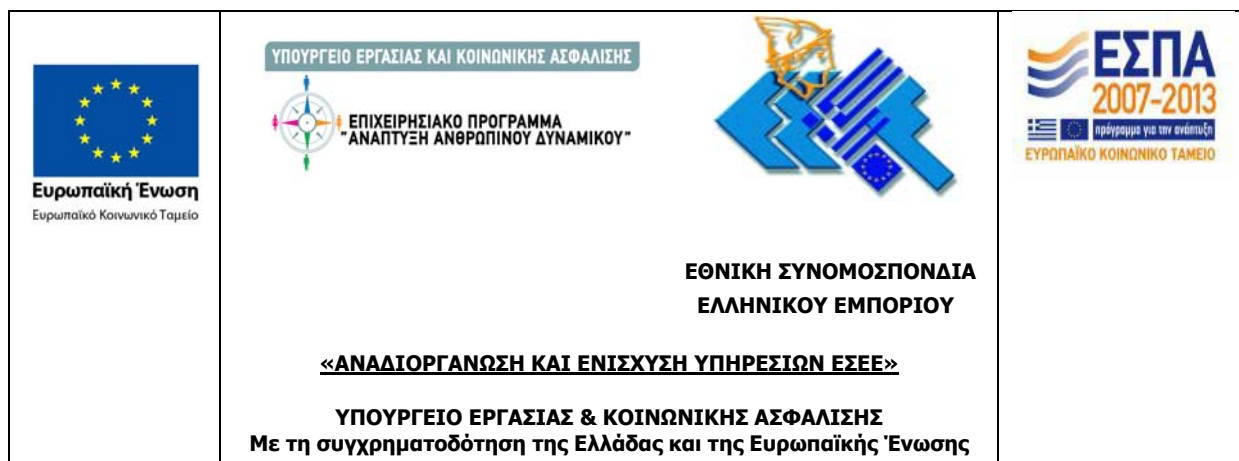 Ευρωπαϊκή Ένωση
Ευρωπαϊκό Κοινωνικό Ταμείο
ΥΠΟΥΡΓΕΙΟ ΕΡΓΑΣΙΑΣ ΚΑΙ ΚΟΙΝΩΝΙΚΗΣ ΑΣΦΑΛΙΣΗΣ
ΕΠΙΧΕΙΡΗΣΙΑΚΟ ΠΡΟΓΡΑΜΜΑ
"ΑΝΑΠΤΥΞΗ ΑΝΘΡΩΠΙΝΟΥ ΔΥΝΑΜΙΚΟΥ"
ΕΘΝΙΚΗ ΣΥΝΟΜΟΣΠΟΝΔΙΑ
ΕΛΛΗΝΙΚΟΥ ΕΜΠΟΡΙΟΥ
«ΑΝΑΔΙΟΡΓΑΝΩΣΗ ΚΑΙ ΕΝΙΣΧΥΣΗ ΥΠΗΡΕΣΙΩΝ ΕΣΕΕ»
ΥΠΟΥΡΓΕΙΟ ΕΡΓΑΣΙΑΣ & ΚΟΙΝΩΝΙΚΗΣ ΑΣΦΑΛΙΣΗΣ
Με τη συγχρηματοδότηση της Ελλάδας και της Ευρωπαϊκής Ένωσης
ΕΣΠΑ
2007-2013
πρόγραμμα για την ανάπτυξη
ΕΥΡΩΠΑΪΚΟ ΚΟΙΝΩΝΙΚΟ ΤΑΜΕΙΟ